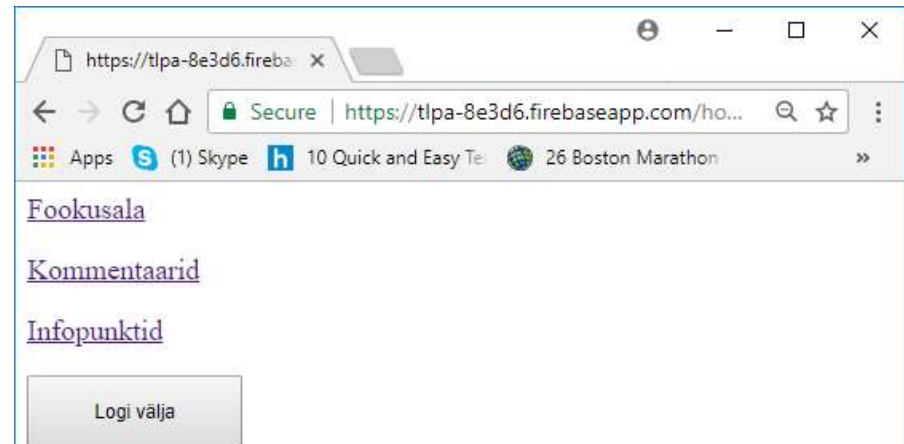 https://tlpa-8e3d6.fireba
Secure | https://tlpa-8e3d6.firebaseapp.com/ho...
Apps (1) Skype h 10 Quick and Easy Te 26 Boston Marathon »
Fookusala
Kommentaarid
Infopunktid
Logi välja